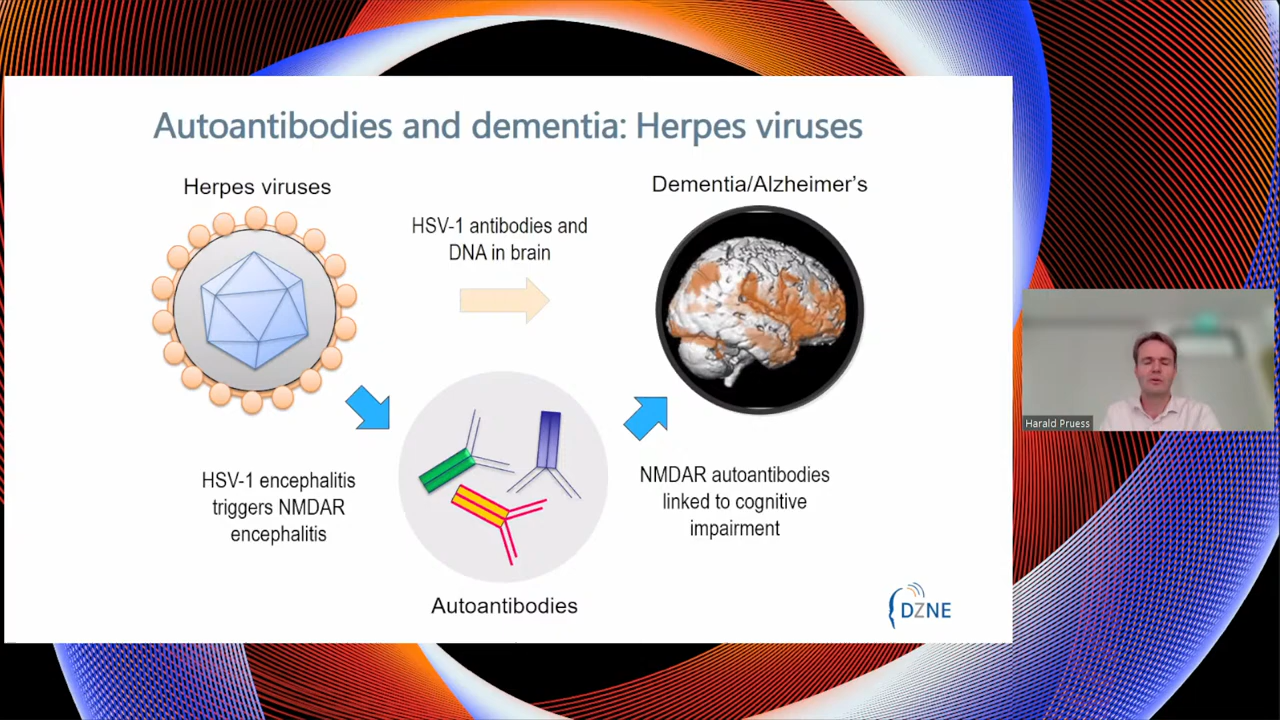 Autoantibodies and dementia: Herpes viruses
Herpes viruses
Dementia/Alzheimer's
HSV-1 antibodies and
DNA in brain
HSV-1 encephalitis
triggers NMDAR
encephalitis
NMDAR autoantibodies
linked to cognitive
impairment
Autoantibodies
DZNE
Harald Pruess